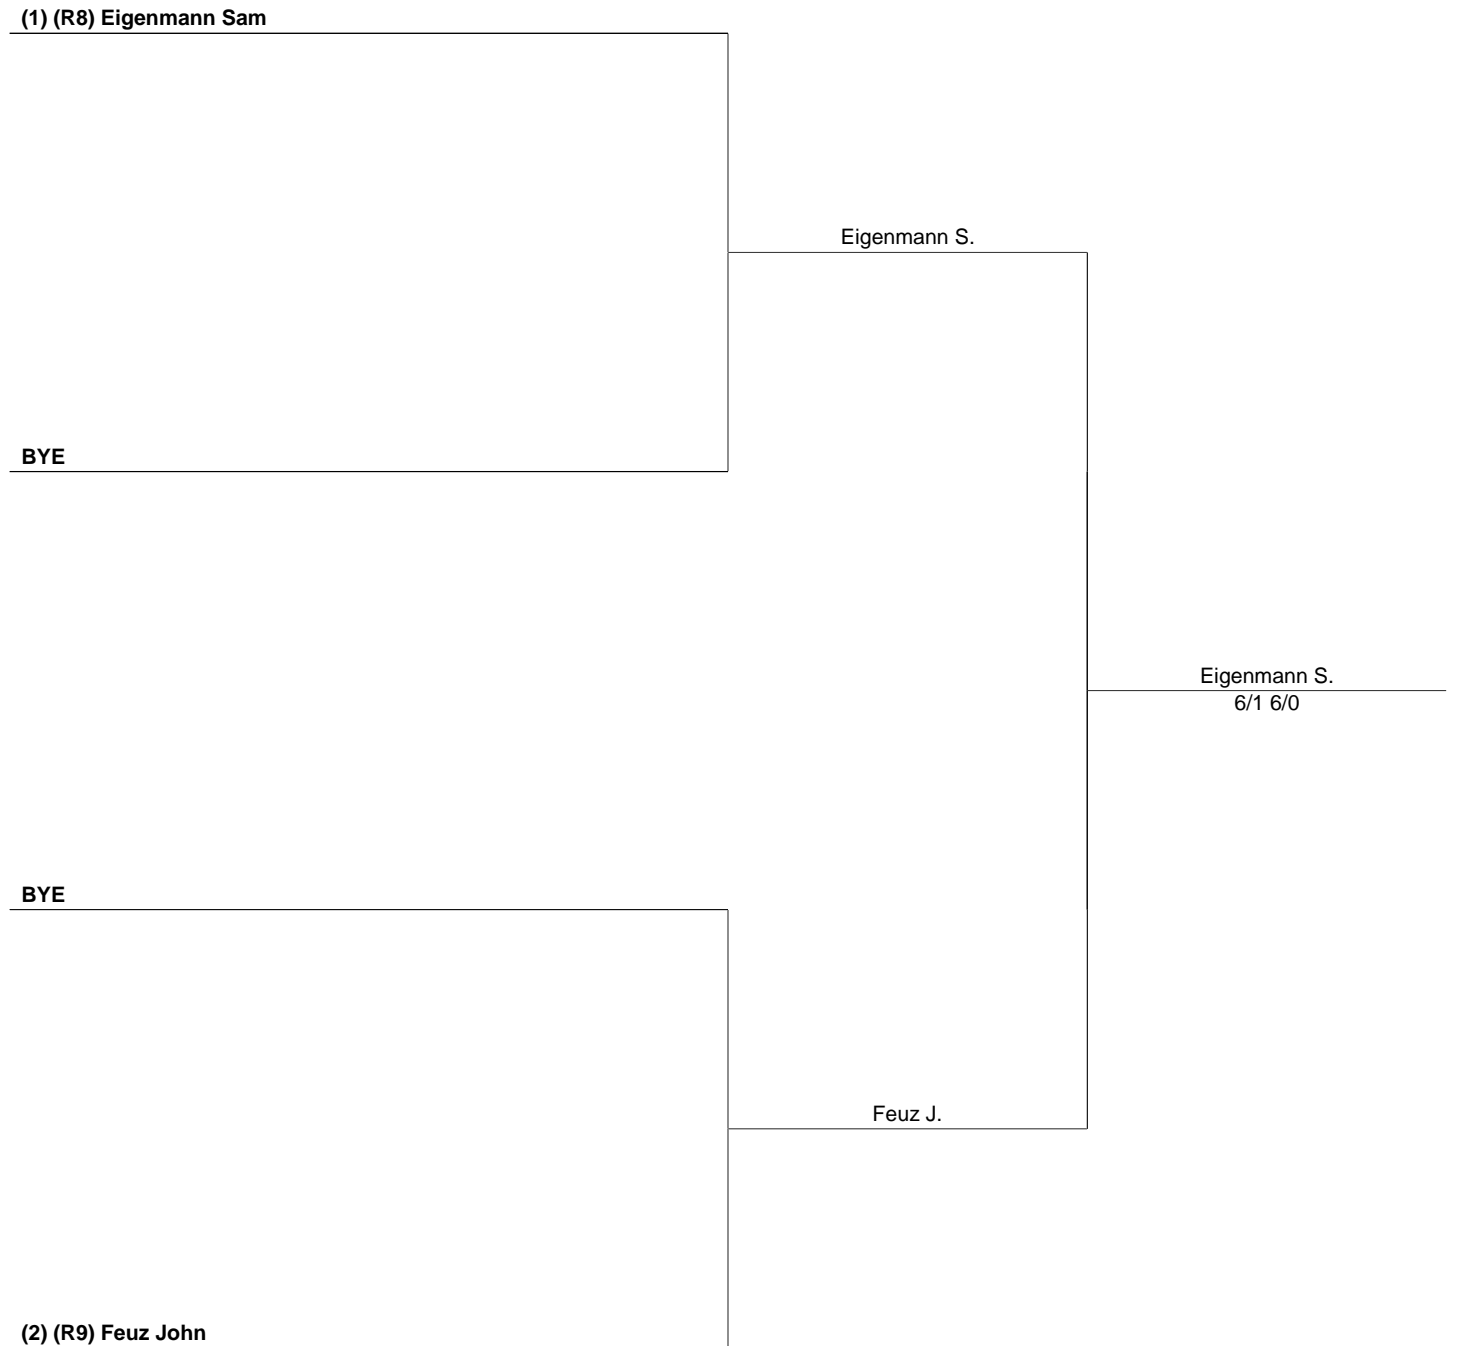 (1) (R8) Eigenmann Sam
Eigenmann S.
BYE
Eigenmann S.
6/1 6/0
BYE
Feuz J.
(2) (R9) Feuz John